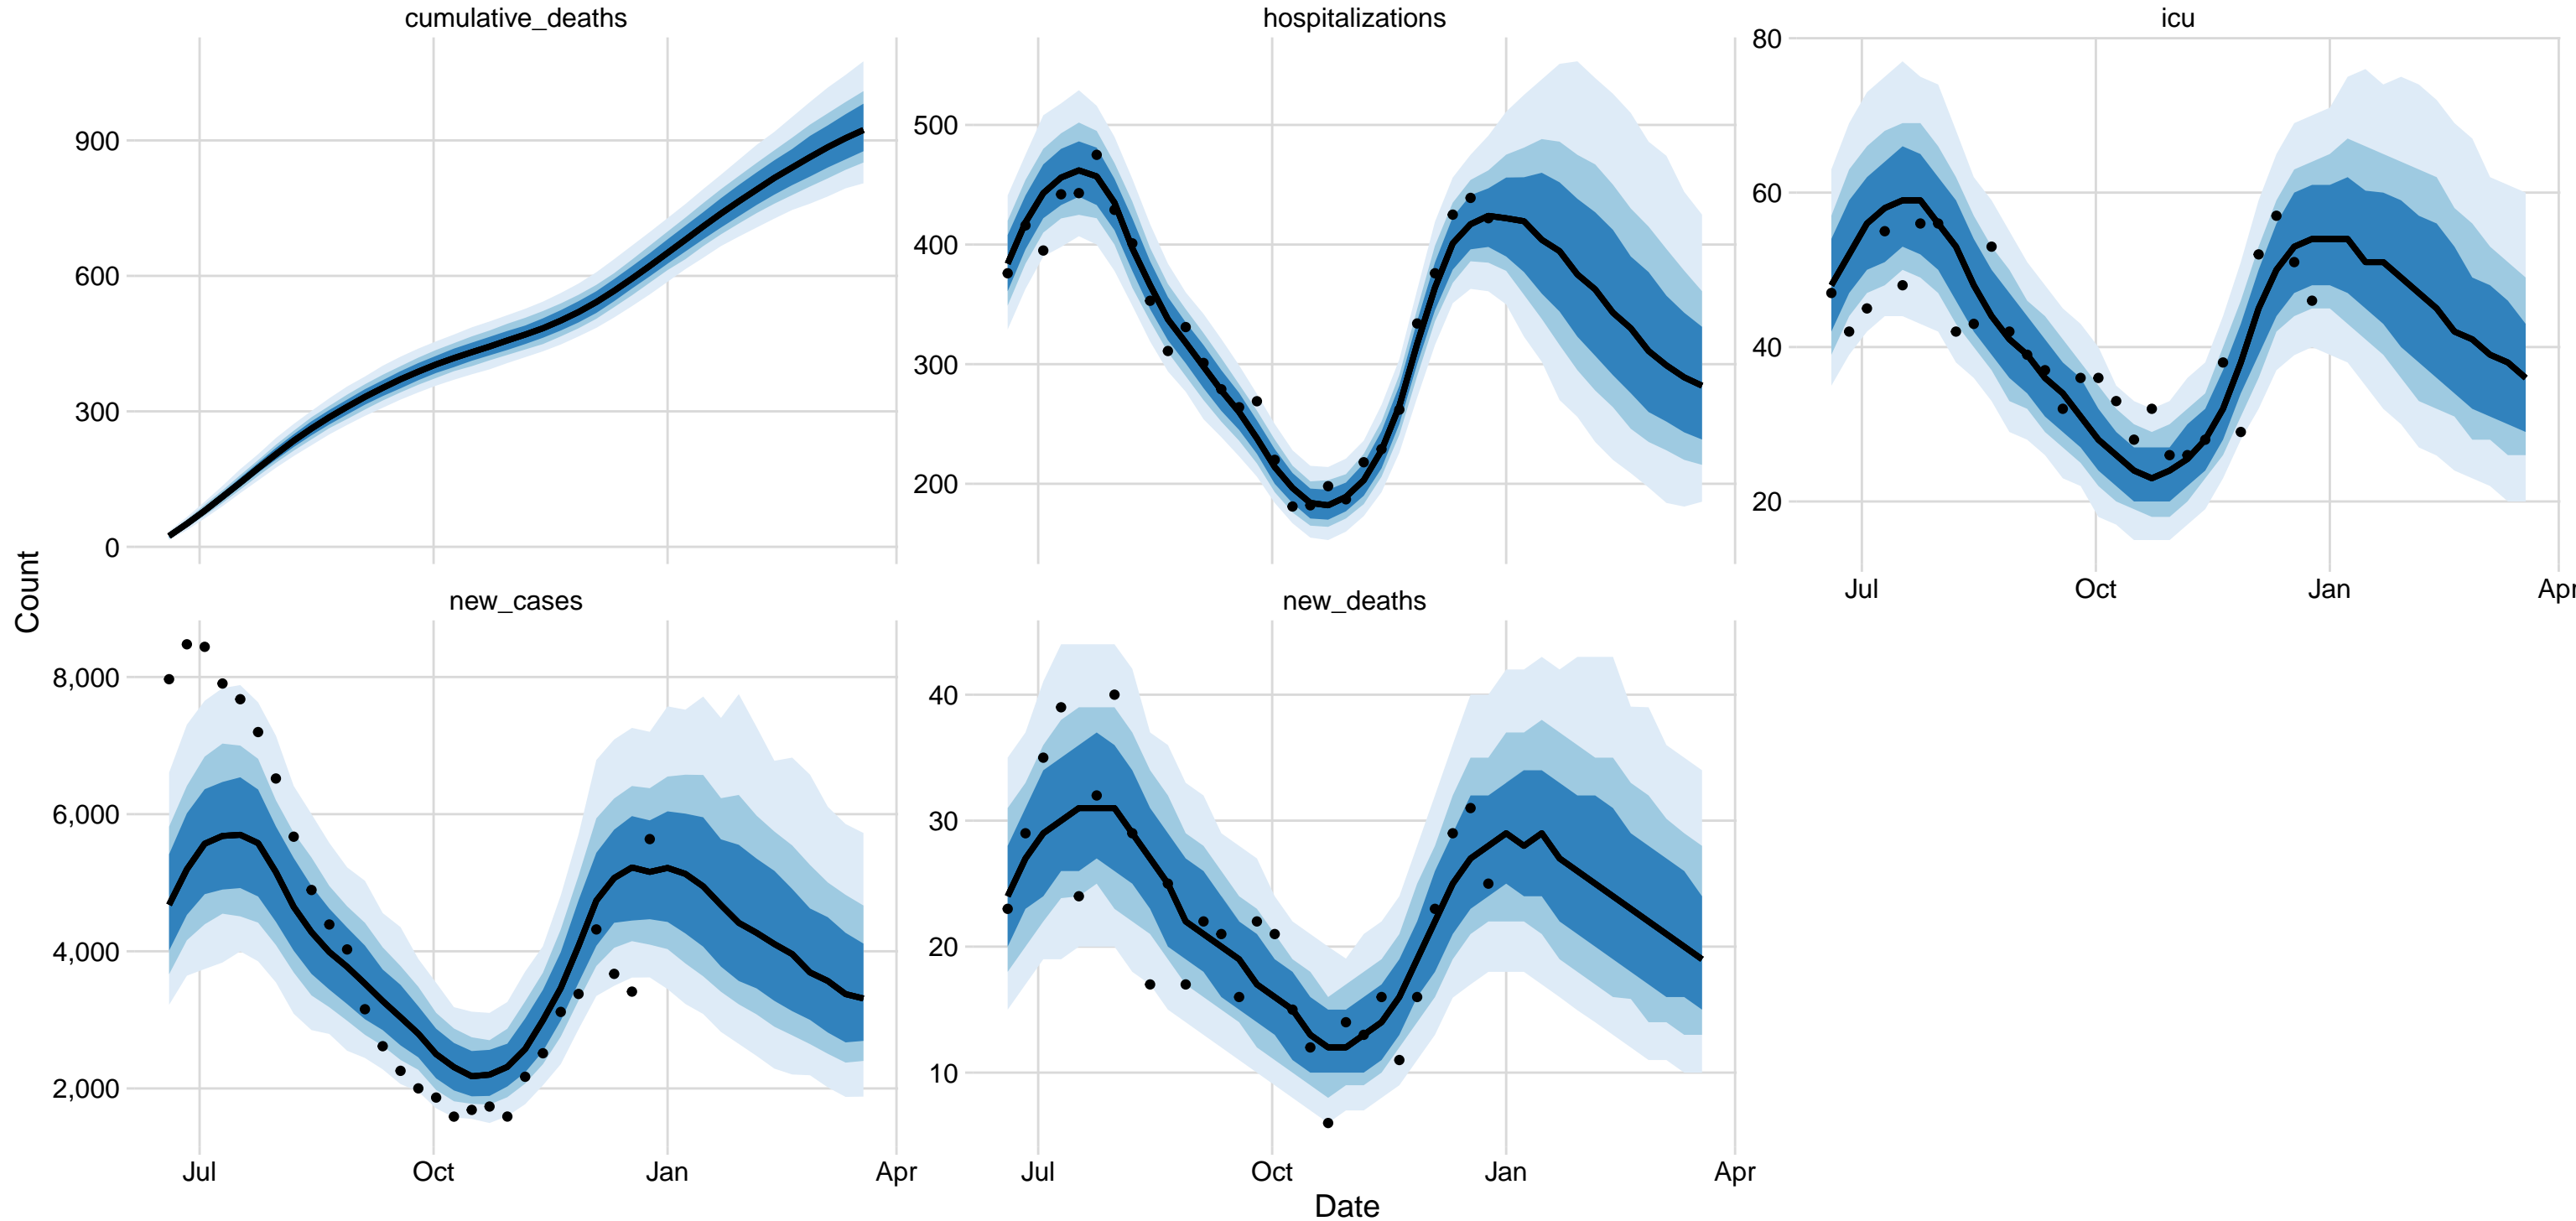 cumulative_deaths
900
600
300
0
hospitalizations
500
400
300
200
icu
80
60
40
20
Jul Oct Jan Apr
Count
new_cases
8,000
6,000
4,000
2,000
Jul Oct Jan Apr
new_deaths
40
30
20
10
Jul Oct Jan Apr
Date